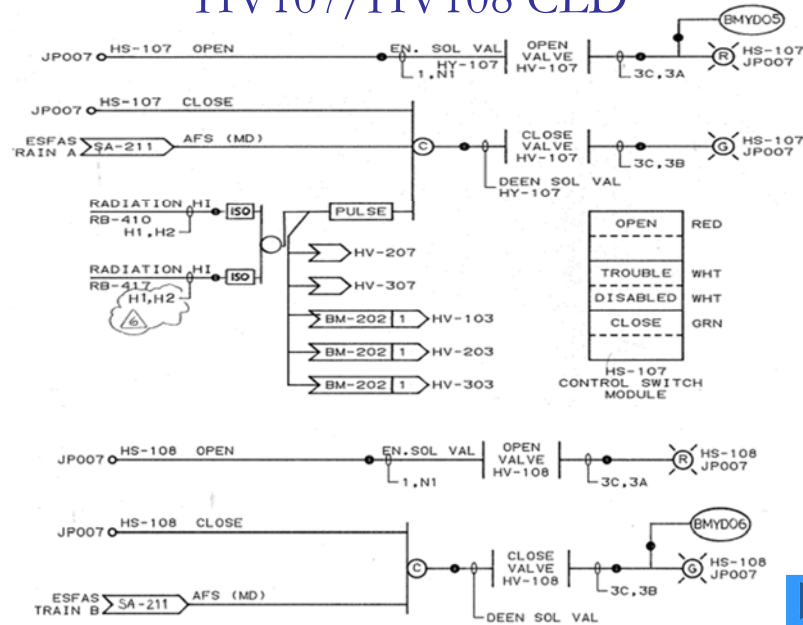 HV107/HV108 CLD
BMYDO5
JP007 HS-107 OPEN
EN. SOL VAL
HY-107
1,N1
OPEN
VALVE
HV-107
3C,3A
R
HS-107
JP007
JP007 HS-107 CLOSE
ESFAS
TRAIN A
SA-211
AFS (MD)
C
DEEN SOL VAL
HY-107
CLOSE
VALVE
HV-107
3C,3B
G
HS-107
JP007
RADIATION HI
RB-410
H1,H2
ISO
PULSE
RADIATION HI
RB-417
H1,H2
ISO
6
HV-207
HV-307
BM-202 1 HV-103
BM-202 1 HV-203
BM-202 1 HV-303
OPEN RED
TROUBLE WHT
DISABLED WHT
CLOSE GRN
HS-107
CONTROL SWITCH
MODULE
JP007 HS-108 OPEN
EN.SOL VAL
1,N1
OPEN
VALVE
HV-108
3C,3A
R
HS-108
JP007
JP007 HS-108 CLOSE
ESFAS
TRAIN B
SA-211
AFS (MD)
C
DEEN SOL VAL
CLOSE
VALVE
HV-108
3C,3B
BMYDO6
G
HS-108
JP007